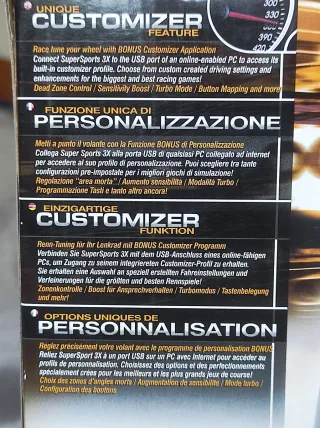 UNIQUE
CUSTOMIZER
FEATURE
300
330
360
390
420
Race tune your wheel with BONUS Customizer Application
Connect SuperSports 3X to the USB port of an online-enabled PC to access its
built-in customizer profile. Choose from custom created driving settings and
enhancements for the biggest and best racing games!
Dead Zone Control / Sensitivity Boost / Turbo Mode / Button Mapping and more!
FUNZIONE UNICA DI
PERSONALIZZAZIONE
Metti a punto il volante con la Funzione BONUS di Personalizzazione
Collega Super Sports 3X alla porta USB di qualsiasi PC collegato ad internet
per accedere al suo profilo di personalizzazione. Puoi scegliere tra tante
configurazioni pre-impostate per i migliori giochi di simulazione!
Regolazione "area morta" / Aumento sensibilità / Modalità Turbo /
Programmazione Tasti e tanto altro ancora!
EINZIGARTIGE
CUSTOMIZER
FUNKTION
Renn-Tuning für Ihr Lenkrad mit BONUS Customizer Programm
Verbinden Sie SuperSports 3X mit dem USB-Anschluss eines online-fähigen
PCs, um Zugang zu seinem integrierten Customizer-Profil zu erhalten.
Sie erhalten eine Auswahl an speziell erstellten Fahreinstellungen und
Verfeinerungen für die größten und besten Rennspiele!
Zonenkontrolle / Boost für Ansprechverhalten / Turbomodus / Tastenbelegung
und mehr!
OPTIONS UNIQUES DE
PERSONNALISATION
Réglez précisément votre volant avec le programme de personnalisation BONUS
Reliez SuperSport 3X à un port USB sur un PC avec Internet pour accéder au
profils de personnalisation. Choisissez des options et des perfectionnements
spécialement crées pour les meilleurs et les plus grands jeux de course!
Choix des zones d'angles morts / Augmentation de sensibilité / Mode turbo /
Configuration des boutons